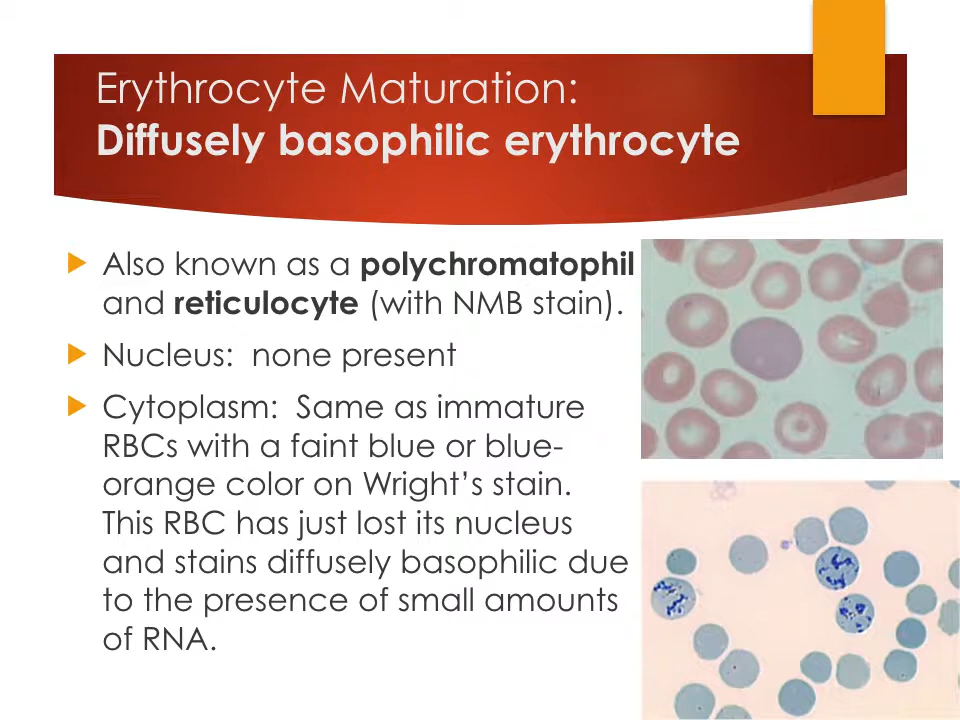 Erythrocyte Maturation:
Diffusely basophilic erythrocyte
Also known as a polychromatophil
and reticulocyte (with NMB stain).
Nucleus: none present
Cytoplasm: Same as immature
RBCs with a faint blue or blue-
orange color on Wright’s stain.
This RBC has just lost its nucleus
and stains diffusely basophilic due
to the presence of small amounts
of RNA.